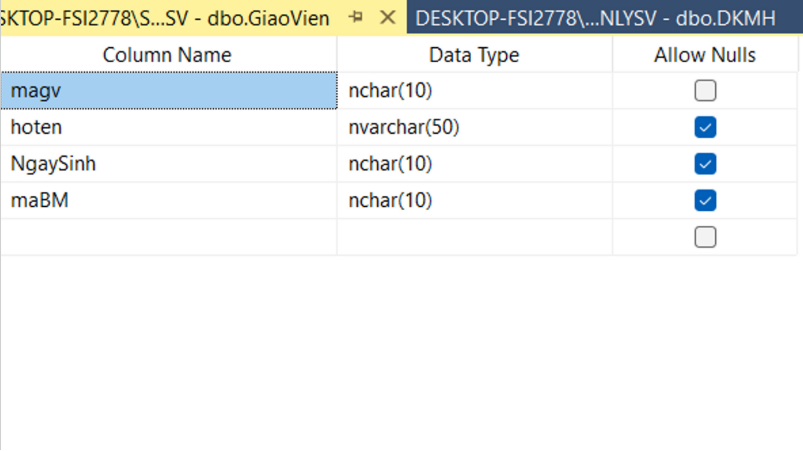 SKTOP-FSI2778\S...SV - dbo.GiaoVien DESKTOP-FSI2778\...NLYSV - dbo.DKMH
Column Name Data Type Allow Nulls
magv nchar(10)
hoten nvarchar(50)
NgaySinh nchar(10)
maBM nchar(10)